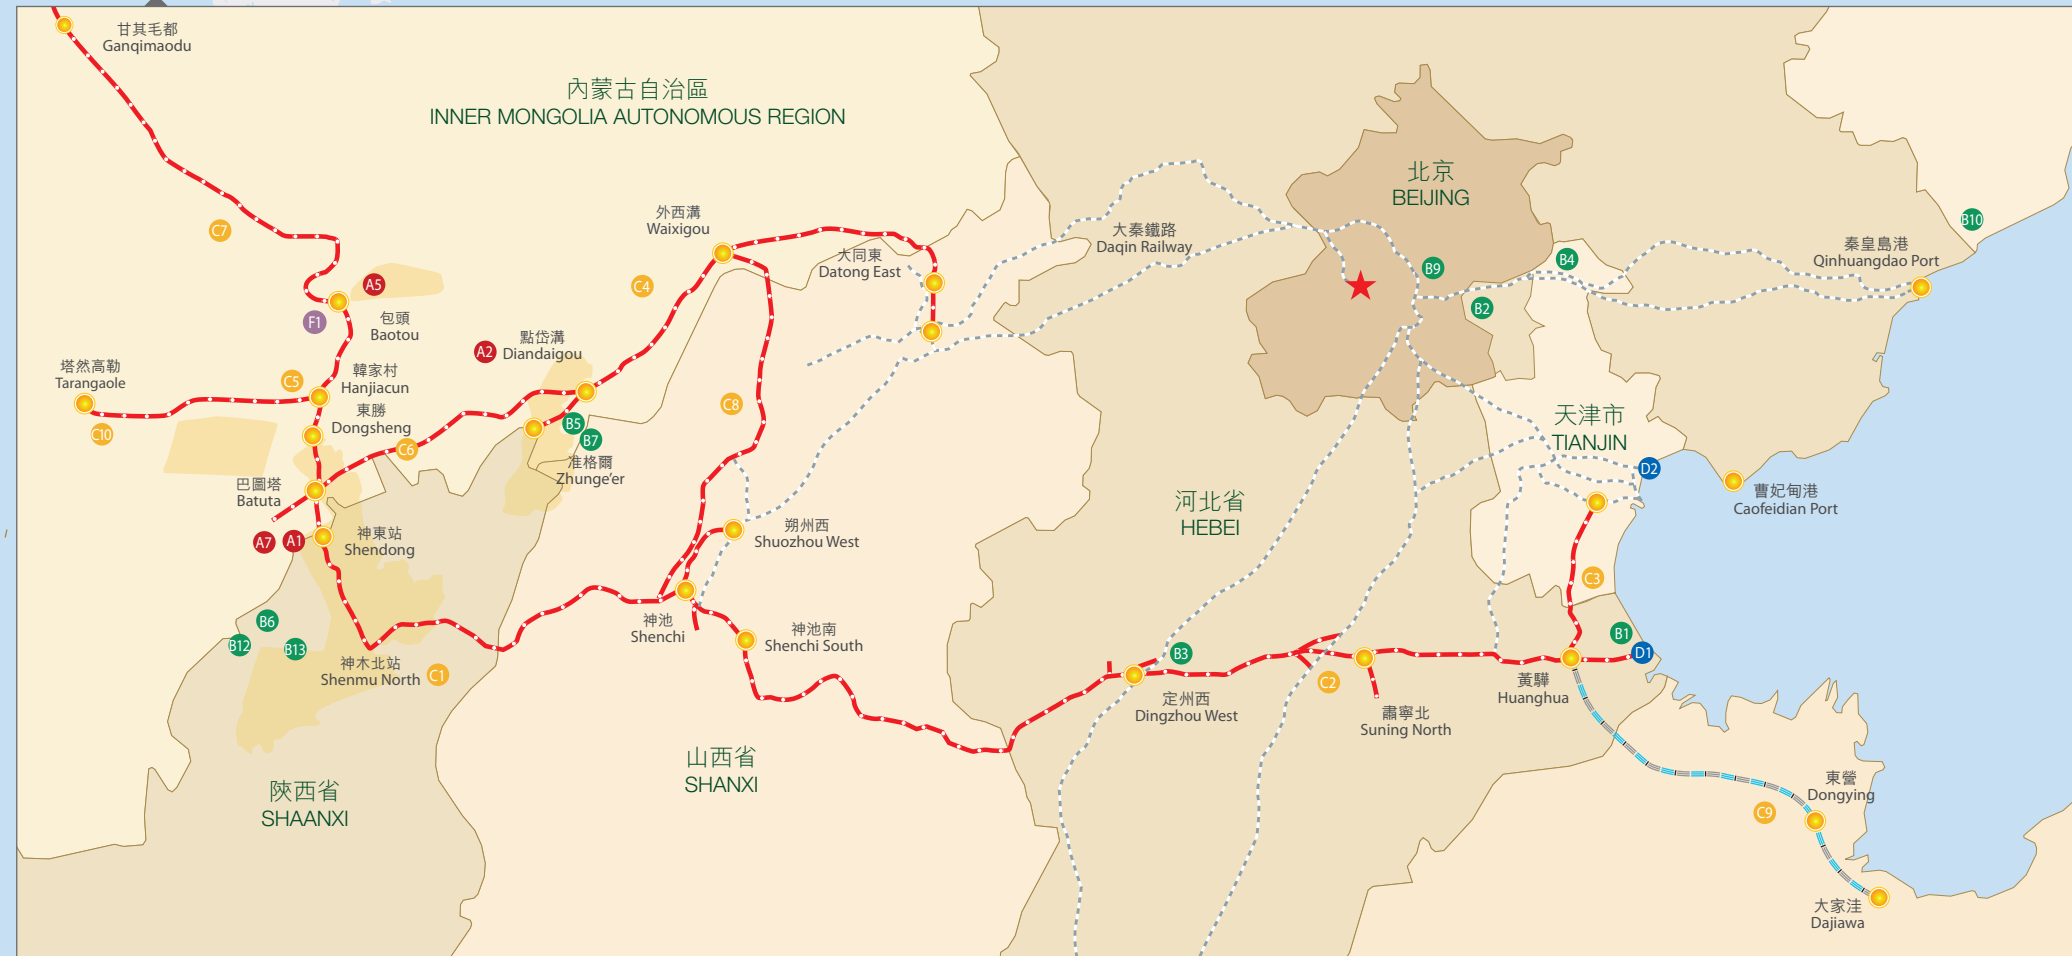 甘其毛都
Ganqimaodu
內蒙古自治區
INNER MONGOLIA AUTONOMOUS REGION
北京
BEIJING
外西溝
Waixigou
大同東
Datong East
大秦鐵路
Daqin Railway
秦皇島港
Qinhuangdao Port
B10
C7
A5
C4
B9
B4
B2
F1
包頭
Baotou
A2
點岱溝
Diandaigou
塔然高勒
Tarangaole
C5
韓家村
Hanjiacun
東勝
Dongsheng
C10
C6
C8
B5
B7
准格爾
Zhunge'er
天津市
TIANJIN
D2
巴圖塔
Batuta
曹妃甸港
Caofeidian Port
河北省
HEBEI
A7
A1
神東站
Shendong
朔州西
Shuozhou West
C3
B6
B12
B13
神木北站
Shenmu North
C1
神池
Shenchi
神池南
Shenchi South
B3
B1
D1
定州西
Dingzhou West
C2
肅寧北
Suning North
黃驊
Huanghua
山西省
SHANXI
陝西省
SHAANXI
東營
Dongying
C9
大家洼
Dajiawa